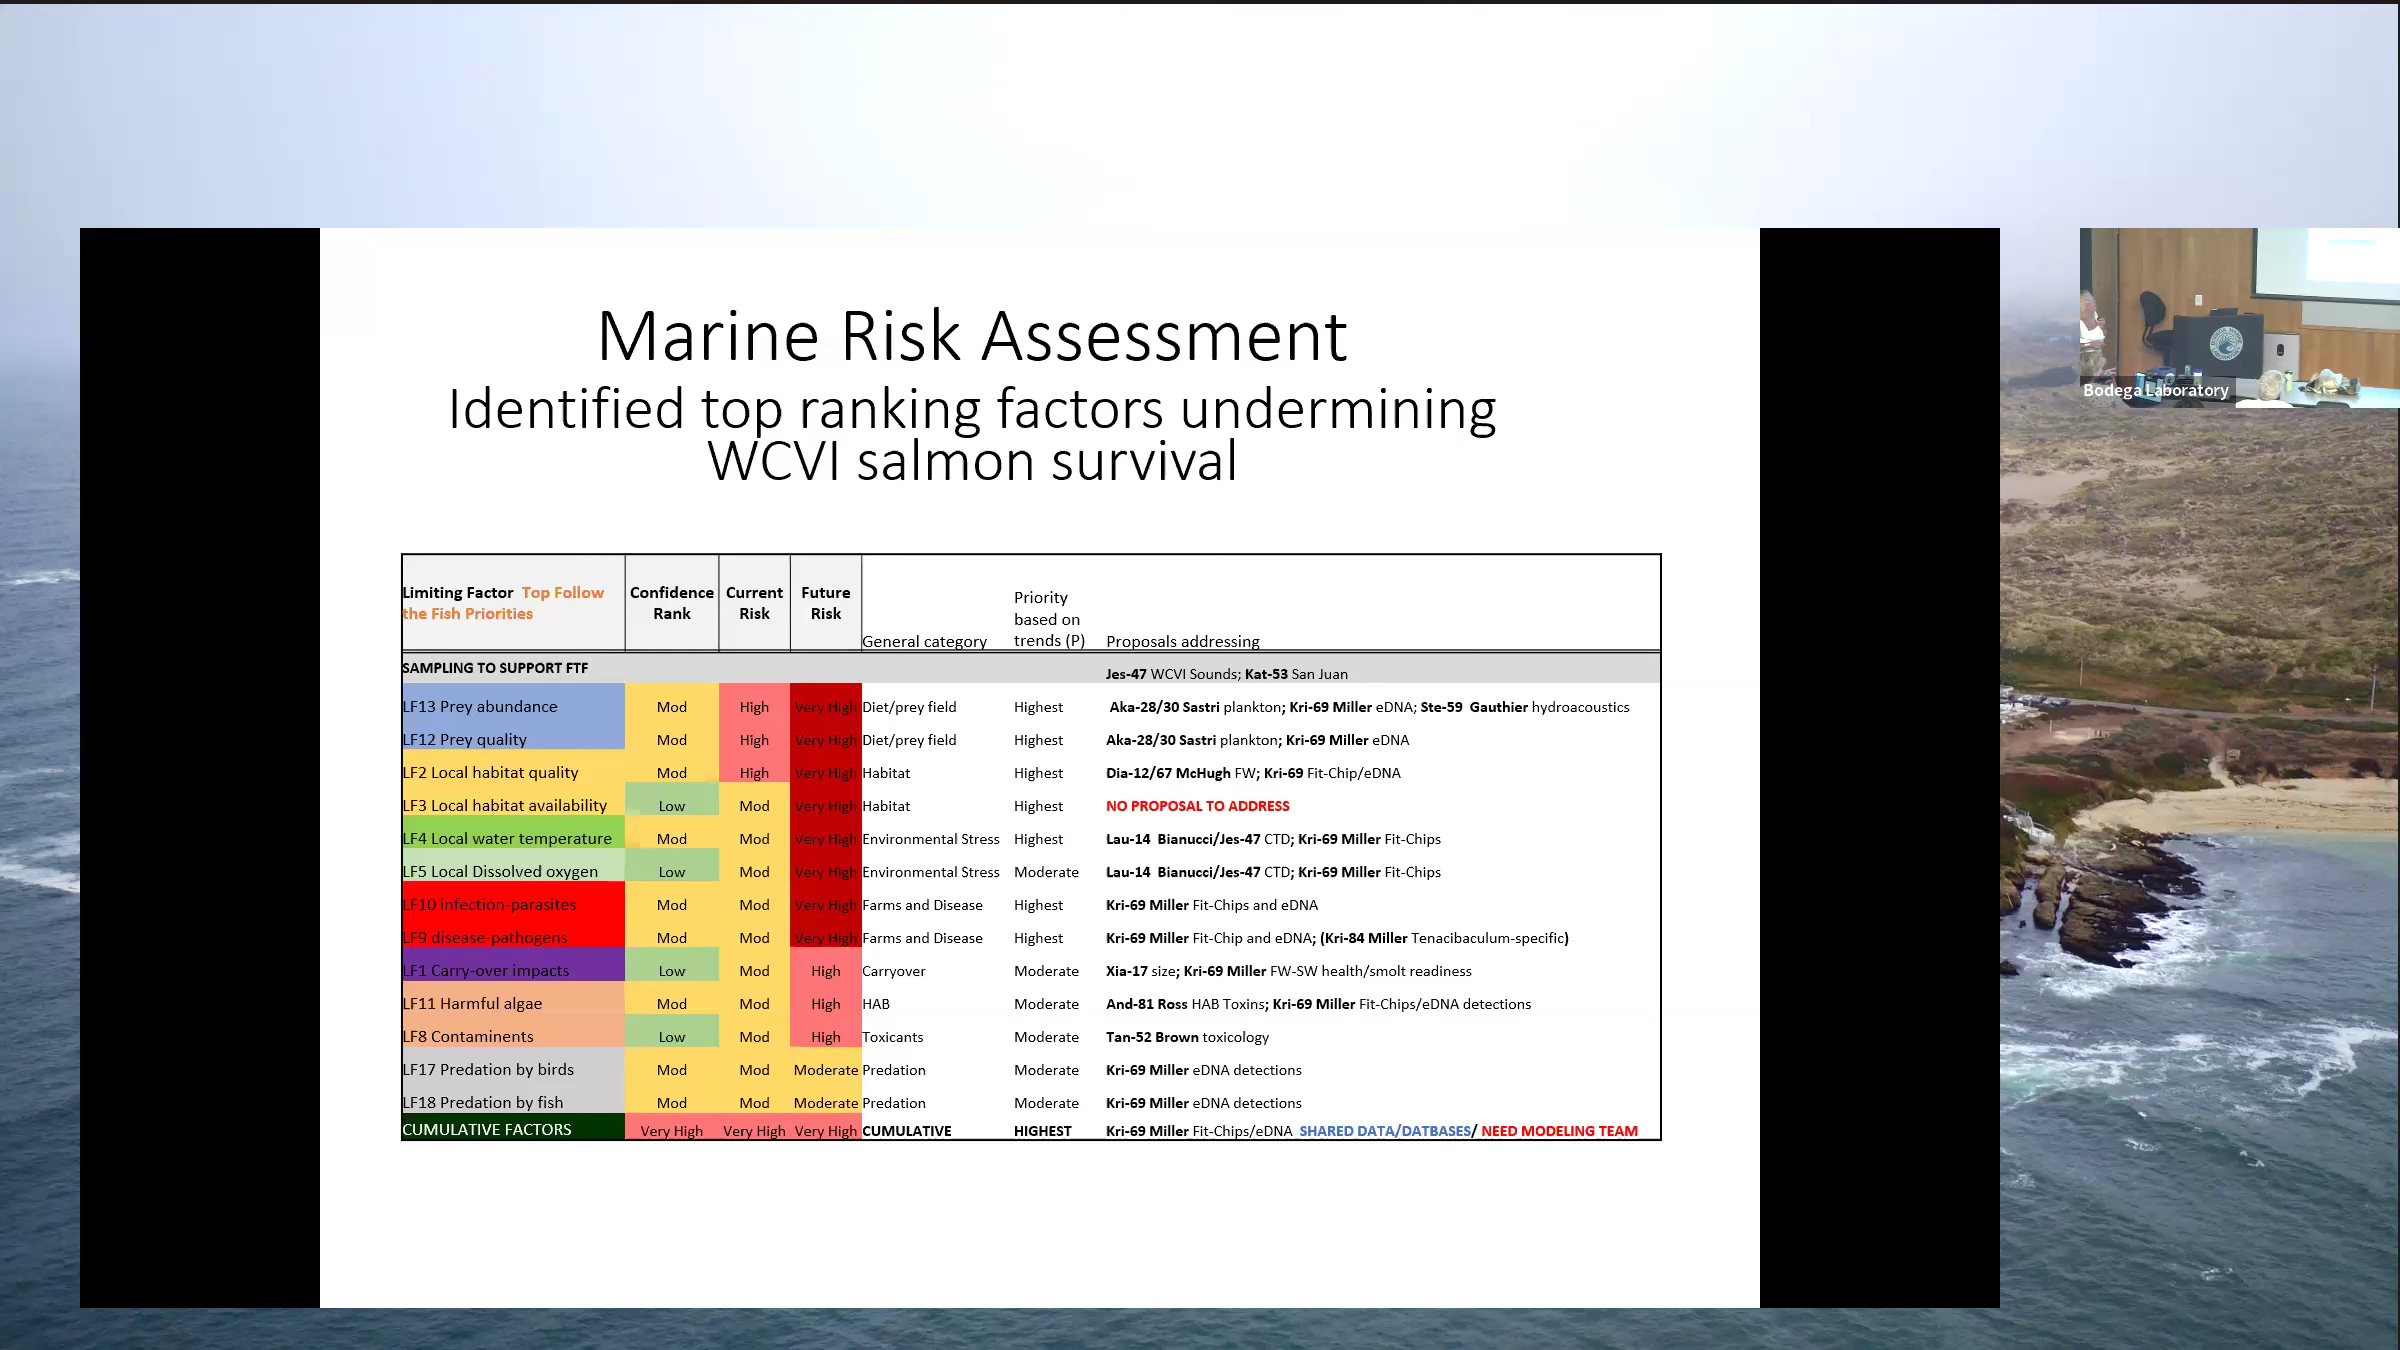 Marine Risk Assessment
Identified top ranking factors undermining
WCVI salmon survival
Limiting Factor Top Follow the Fish Priorities Confidence Rank Current Risk Future Risk General category Priority based on trends (P) Proposals addressing
SAMPLING TO SUPPORT FTF Jes-47 WCVI Sounds; Kat-53 San Juan
LF13 Prey abundance Mod High Very High Diet/prey field Highest Aka-28/30 Sastri plankton; Kri-69 Miller eDNA; Ste-59 Gauthier hydroacoustics
LF12 Prey quality Mod High Very High Diet/prey field Highest Aka-28/30 Sastri plankton; Kri-69 Miller eDNA
LF2 Local habitat quality Mod High Very High Habitat Highest Dia-12/67 McHugh FW; Kri-69 Fit-Chip/eDNA
LF3 Local habitat availability Low Mod Very High Habitat Highest NO PROPOSAL TO ADDRESS
LF4 Local water temperature Mod Mod Very High Environmental Stress Highest Lau-14 Bianucci/Jes-47 CTD; Kri-69 Miller Fit-Chips
LF5 Local Dissolved oxygen Low Mod Very High Environmental Stress Moderate Lau-14 Bianucci/Jes-47 CTD; Kri-69 Miller Fit-Chips
LF10 infection-parasites Mod Mod Very High Farms and Disease Highest Kri-69 Miller Fit-Chips and eDNA
LF9 disease-pathogens Mod Mod Very High Farms and Disease Highest Kri-69 Miller Fit-Chip and eDNA; (Kri-84 Miller Tenacibaculum-specific)
LF1 Carry-over impacts Low Mod High Carryover Moderate Xia-17 size; Kri-69 Miller FW-SW health/smolt readiness
LF11 Harmful algae Mod Mod High HAB Moderate And-81 Ross HAB Toxins; Kri-69 Miller Fit-Chips/eDNA detections
LF8 Contaminents Low Mod High Toxicants Moderate Tan-52 Brown toxicology
LF17 Predation by birds Mod Mod Moderate Predation Moderate Kri-69 Miller eDNA detections
LF18 Predation by fish Mod Mod Moderate Predation Moderate Kri-69 Miller eDNA detections
CUMULATIVE FACTORS Very High Very High Very High CUMULATIVE HIGHEST Kri-69 Miller Fit-Chips/eDNA SHARED DATA/DATBASES/ NEED MODELING TEAM
Bodega Laboratory